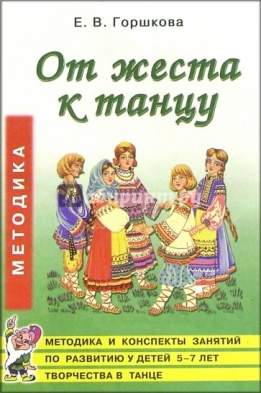 Е. В. Горшкова
От жеста
к танцу
МЕТОДИКА
МЕТОДИКА И КОНСПЕКТЫ ЗАНЯТИЙ
ПО РАЗВИТИЮ У ДЕТЕЙ 5–7 ЛЕТ
ТВОРЧЕСТВА В ТАНЦЕ